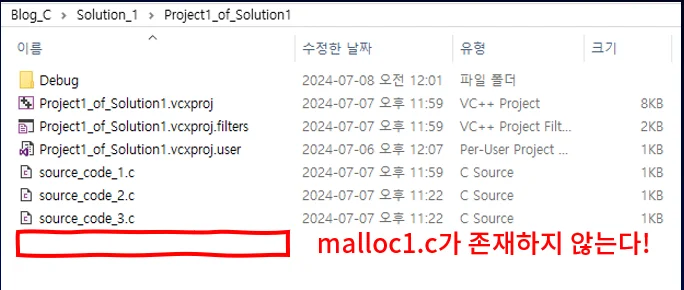 Blog_C > Solution_1 > Project1_of_Solution1
이름 수정한 날짜 유형 크기
Debug 2024-07-08 오전 12:01 파일 폴더
Project1_of_Solution1.vcxproj 2024-07-07 오후 11:59 VC++ Project 8KB
Project1_of_Solution1.vcxproj.filters 2024-07-07 오후 11:59 VC++ Project Filt... 2KB
Project1_of_Solution1.vcxproj.user 2024-07-06 오후 12:07 Per-User Project ... 1KB
source_code_1.c 2024-07-07 오후 11:59 C Source 1KB
source_code_2.c 2024-07-07 오후 11:22 C Source 1KB
source_code_3.c 2024-07-07 오후 11:22 C Source 1KB
malloc1.c가 존재하지 않는다!